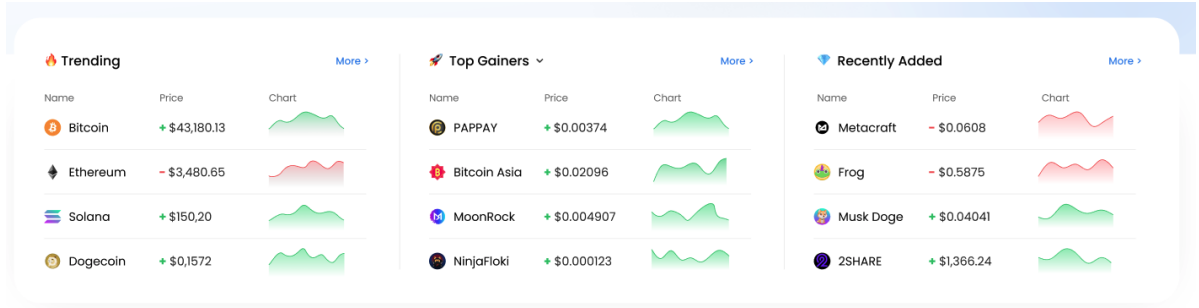 Trending More >
Name Price Chart
Bitcoin + $43,180.13
Ethereum - $3,480.65
Solana + $150,20
Dogecoin + $0,1572
Top Gainers More >
Name Price Chart
PAPPAY + $0.00374
Bitcoin Asia + $0.02096
MoonRock + $0.004907
NinjaFloki + $0.000123
Recently Added More >
Name Price Chart
Metacraft - $0.0608
Frog - $0.5875
Musk Doge + $0.04041
2SHARE + $1,366.24